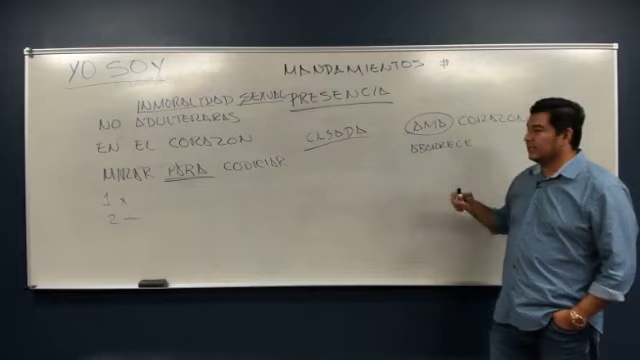 YO SOY
MANDAMIENTOS #
INMORALIDAD SEXUAL PRESENCIA
NO ADULTERARAS
EN EL CORAZON CASADA
MIRAR PARA CODICIAR
1 x
2 —
AMA CORAZON
ABORRECE